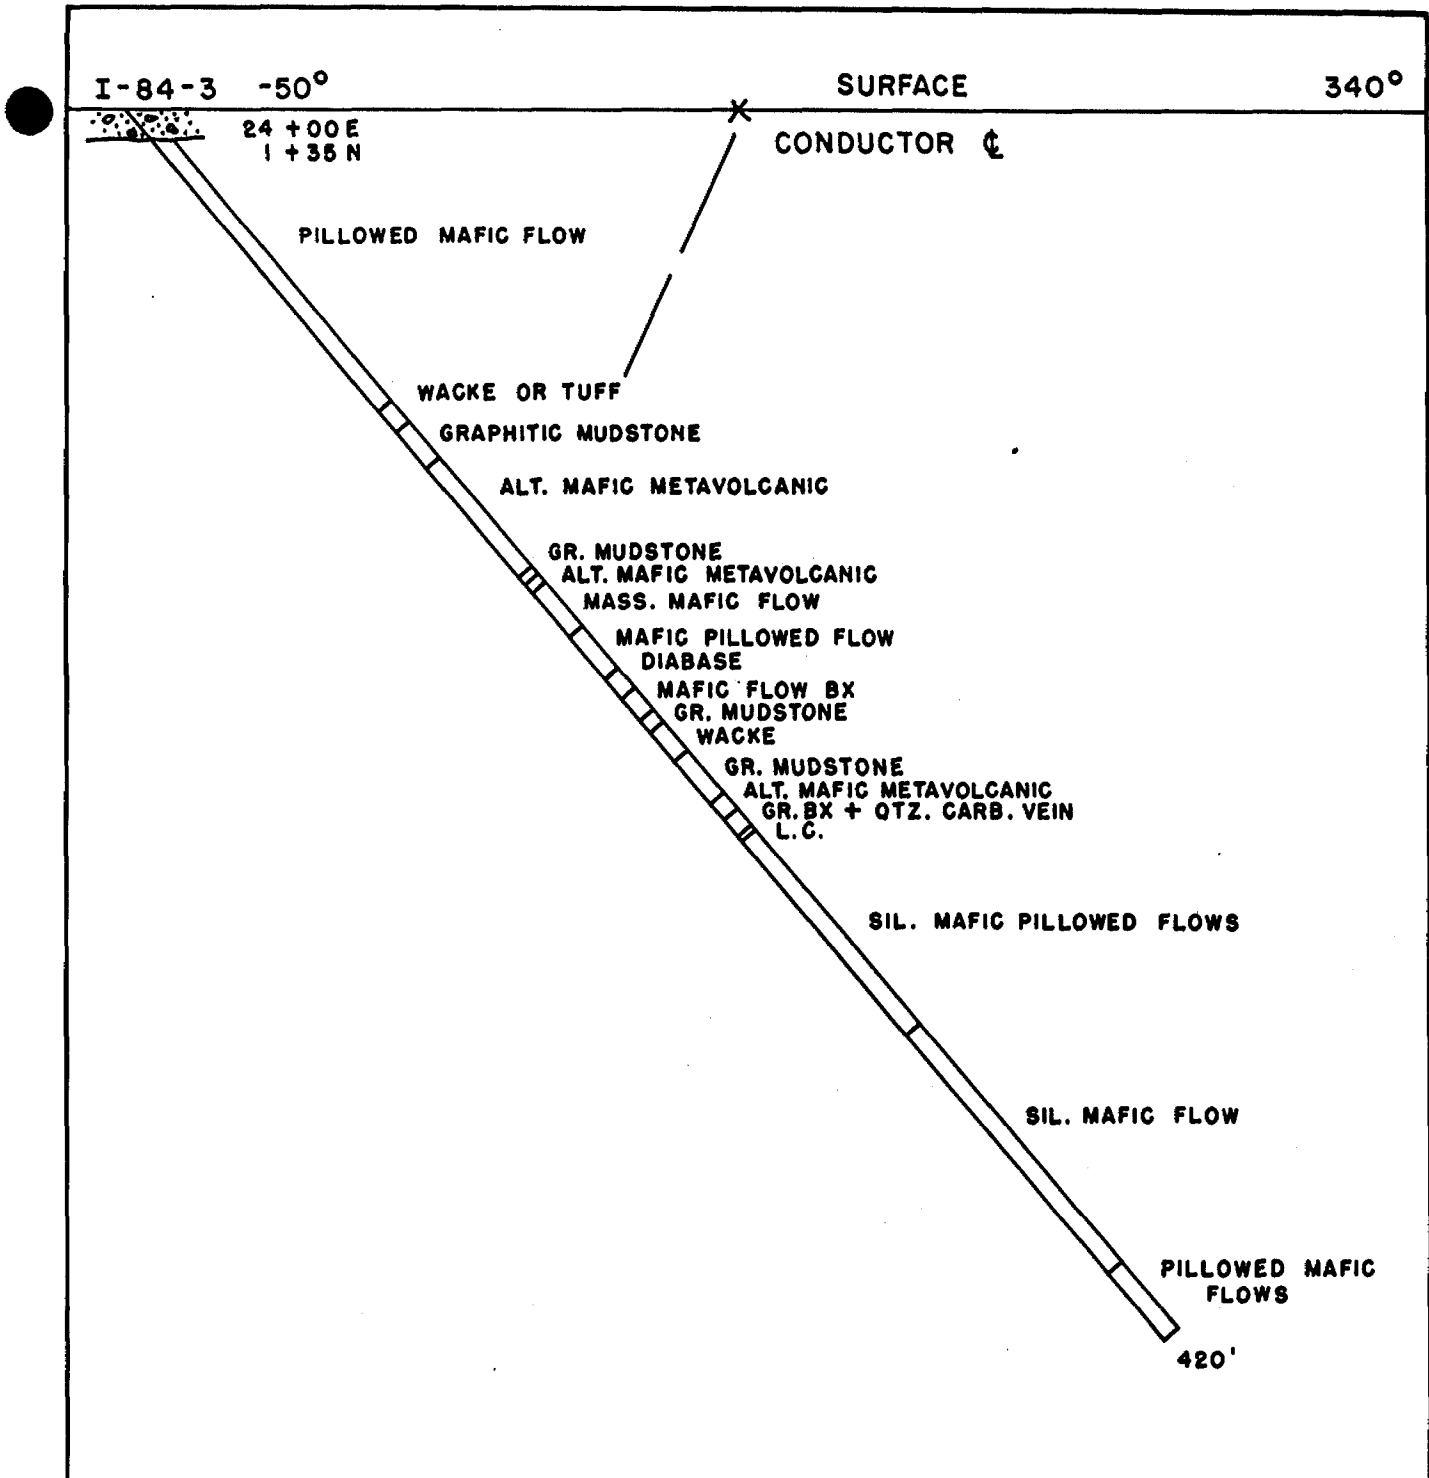 I-84-3 -50° SURFACE 340°
24 +00E
1 +35 N
CONDUCTOR ℄
PILLOWED MAFIC FLOW
WACKE OR TUFF
GRAPHITIC MUDSTONE
ALT. MAFIC METAVOLCANIC
GR. MUDSTONE
ALT. MAFIC METAVOLCANIC
MASS. MAFIC FLOW
MAFIC PILLOWED FLOW
DIABASE
MAFIC FLOW BX
GR. MUDSTONE
WACKE
GR. MUDSTONE
ALT. MAFIC METAVOLCANIC
GR. BX + QTZ. CARB. VEIN
L.C.
SIL. MAFIC PILLOWED FLOWS
SIL. MAFIC FLOW
PILLOWED MAFIC
FLOWS
420'